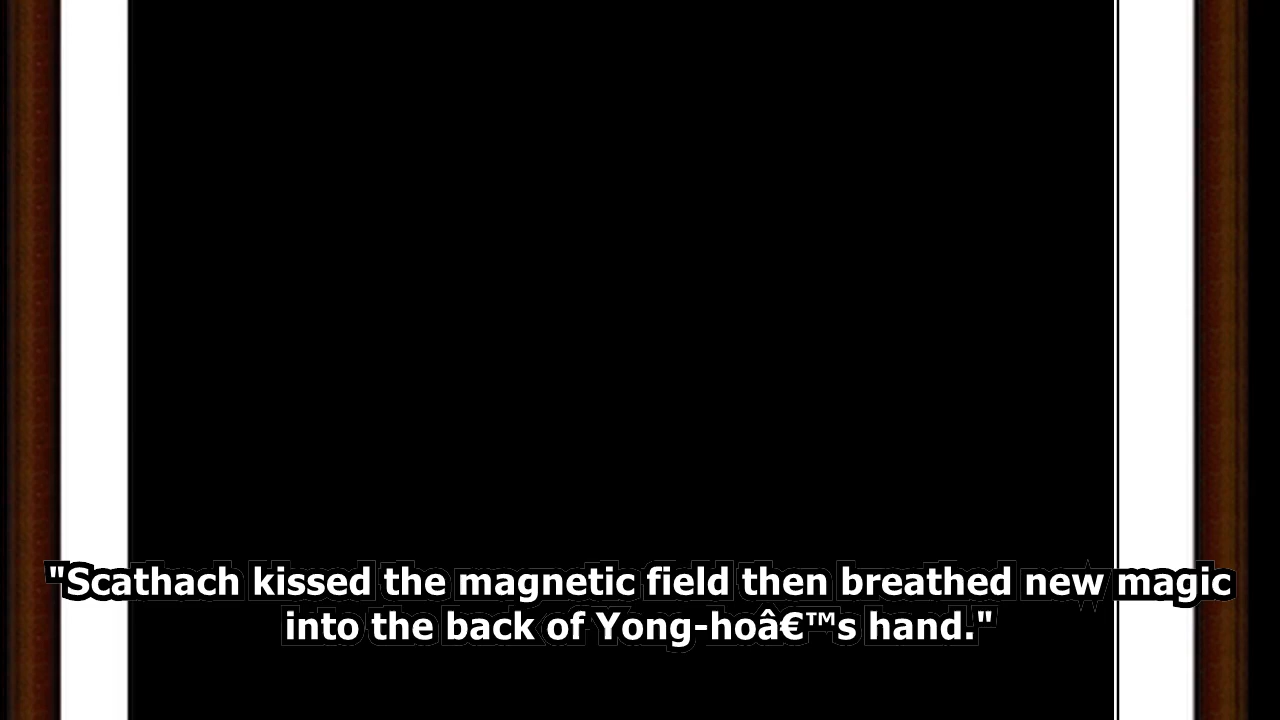 "Scathach kissed the magnetic field then breathed new magic
into the back of Yong-hoâ€™s hand."